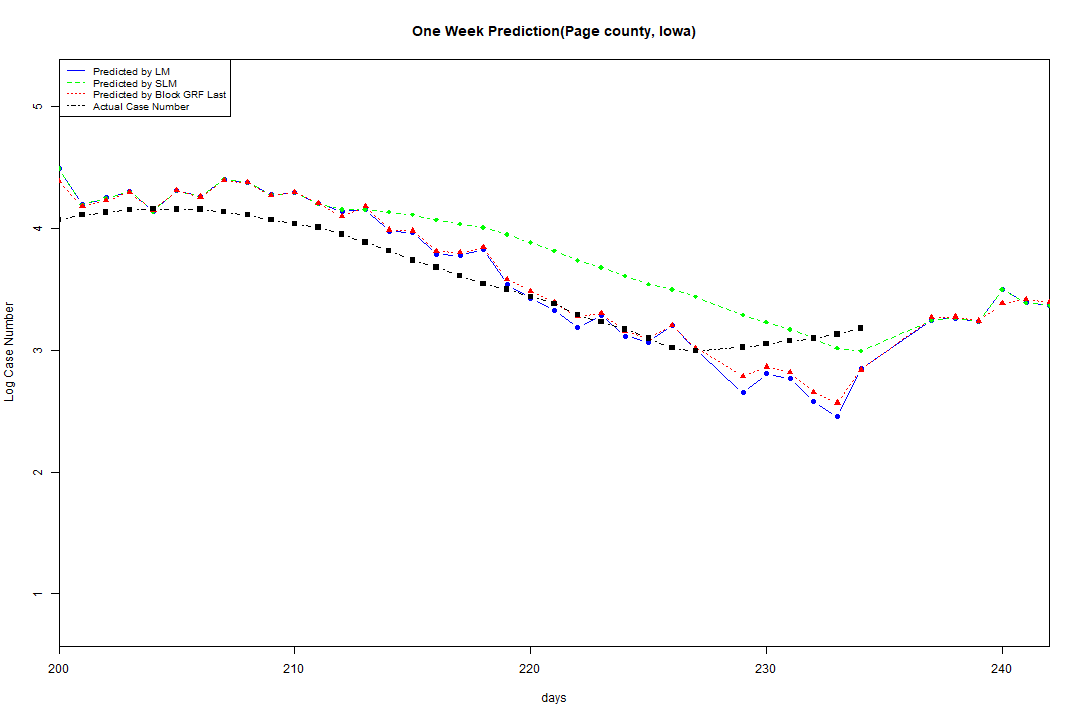 One Week Prediction(Page county, Iowa)
Predicted by LM
Predicted by SLM
Predicted by Block GRF Last
Actual Case Number
5
4
3
2
1
Log Case Number
200 210 220 230 240
days